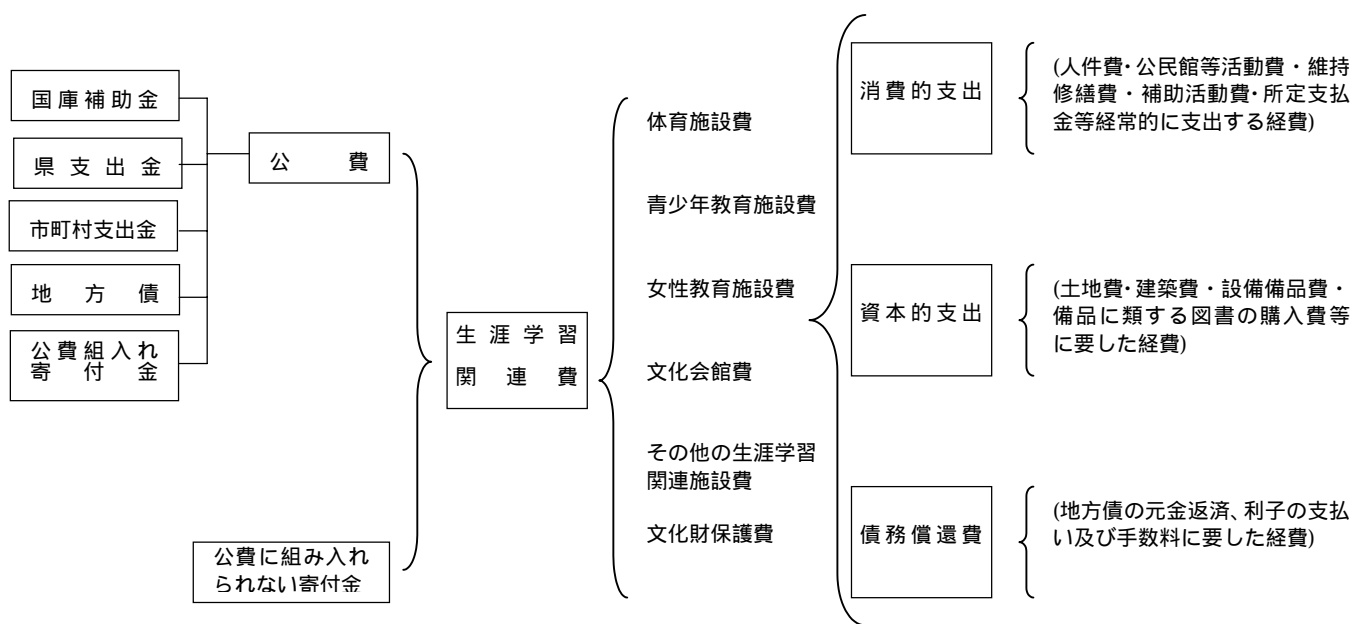 国庫補助金
県支出金
市町村支出金
地方債
公費組入れ
寄付金
公費
公費に組み入れ
られない寄付金
生涯学習
関連費
体育施設費
青少年教育施設費
女性教育施設費
文化会館費
その他の生涯学習
関連施設費
文化財保護費
消費的支出
(人件費・公民館等活動費・維持
修繕費・補助活動費・所定支払
金等経常的に支出する経費)
資本的支出
(土地費・建築費・設備備品費・
備品に類する図書の購入費等
に要した経費)
債務償還費
(地方債の元金返済、利子の支払
い及び手数料に要した経費)